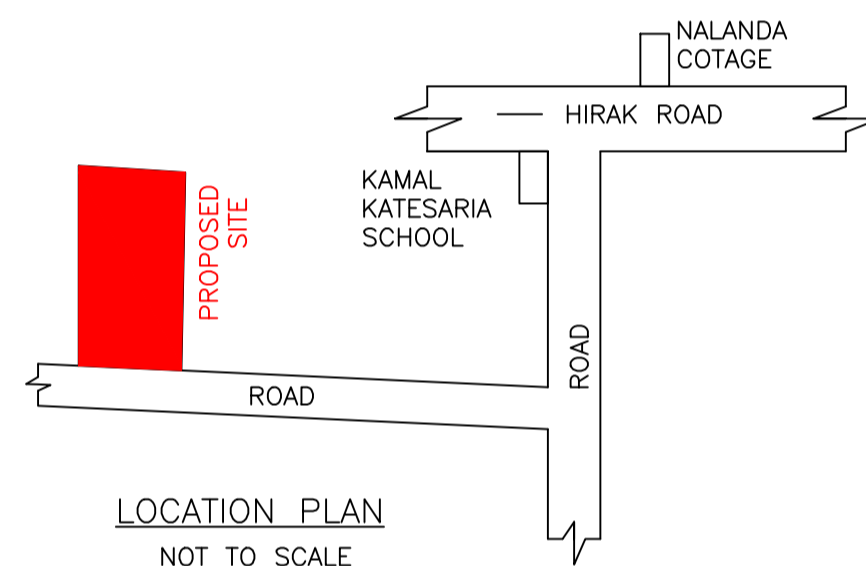 NALANDA
COTAGE
HIRAK ROAD
KAMAL
KATESARIA
SCHOOL
PROPOSED
SITE
ROAD
ROAD
LOCATION PLAN
NOT TO SCALE